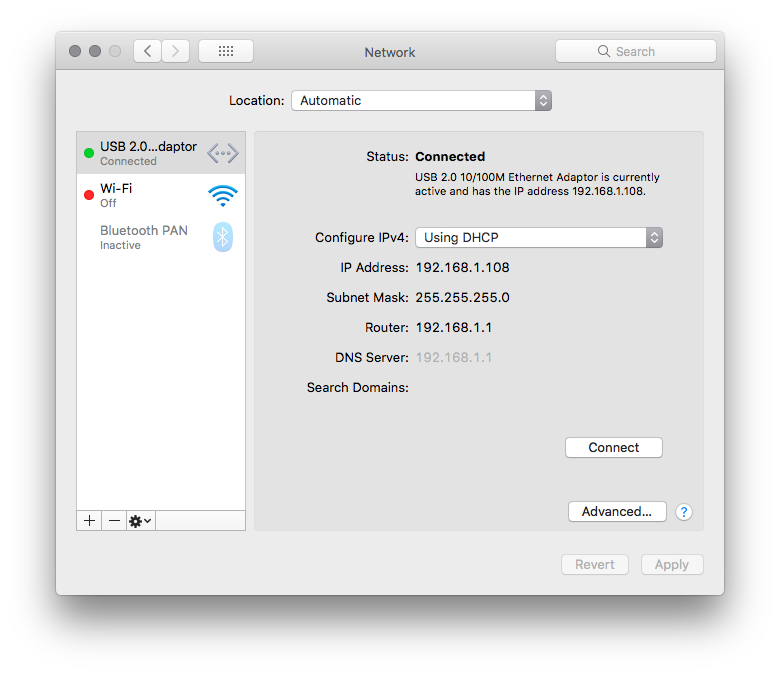 Network
Search
Location: Automatic
USB 2.0...daptor
Connected
Wi-Fi
Off
Bluetooth PAN
Inactive
Status: Connected
USB 2.0 10/100M Ethernet Adaptor is currently
active and has the IP address 192.168.1.108.
Configure IPv4: Using DHCP
IP Address: 192.168.1.108
Subnet Mask: 255.255.255.0
Router: 192.168.1.1
DNS Server: 192.168.1.1
Search Domains:
Connect
Advanced... ?
Revert Apply